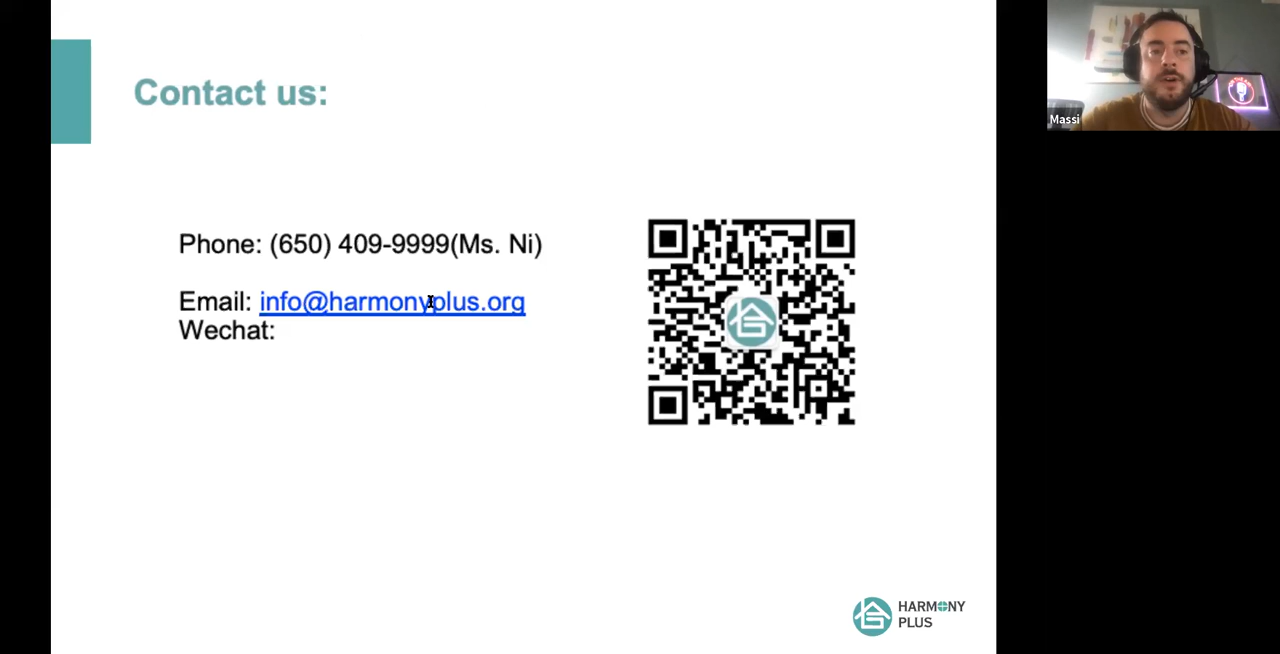 Contact us:
Phone: (650) 409-9999(Ms. Ni)
Email: info@harmonyplus.org
Wechat:
HARMONY
PLUS
Massi